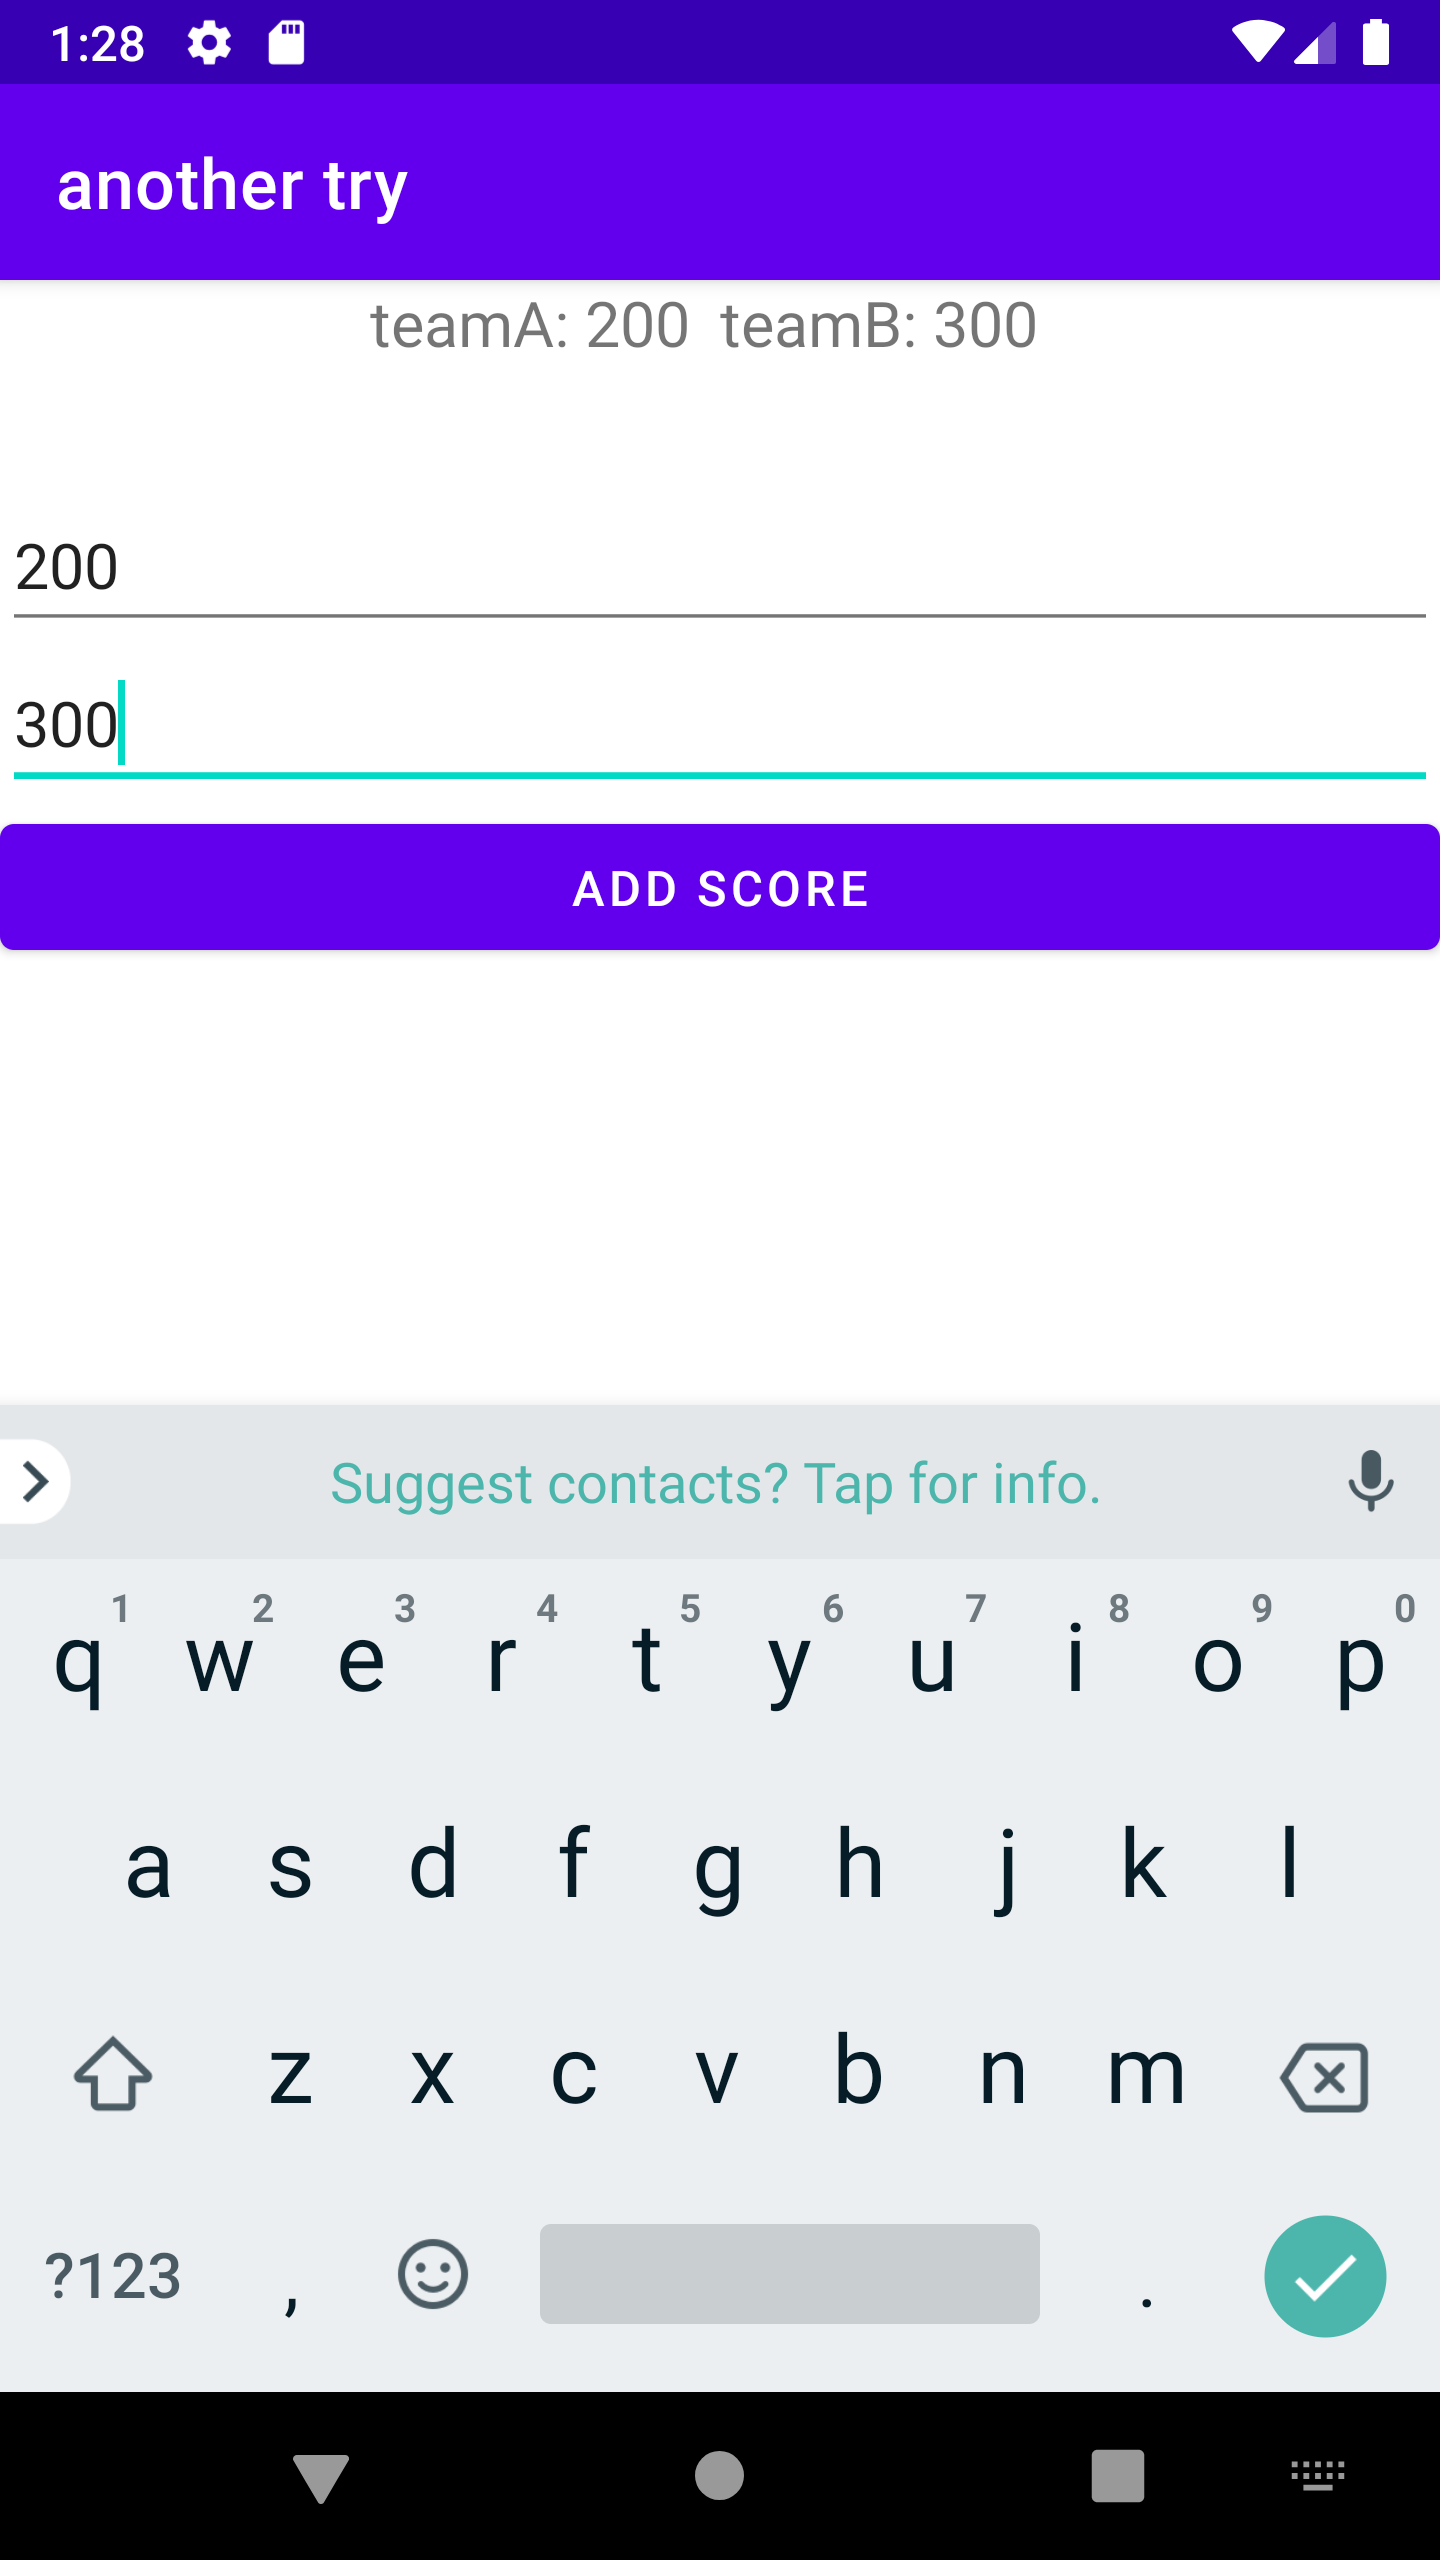 1:28
another try
teamA: 200 teamB: 300
200
300
ADD SCORE
Suggest contacts? Tap for info.
1 2 3 4 5 6 7 8 9 0
q w e r t y u i o p
a s d f g h j k l
z x c v b n m
?123 , .